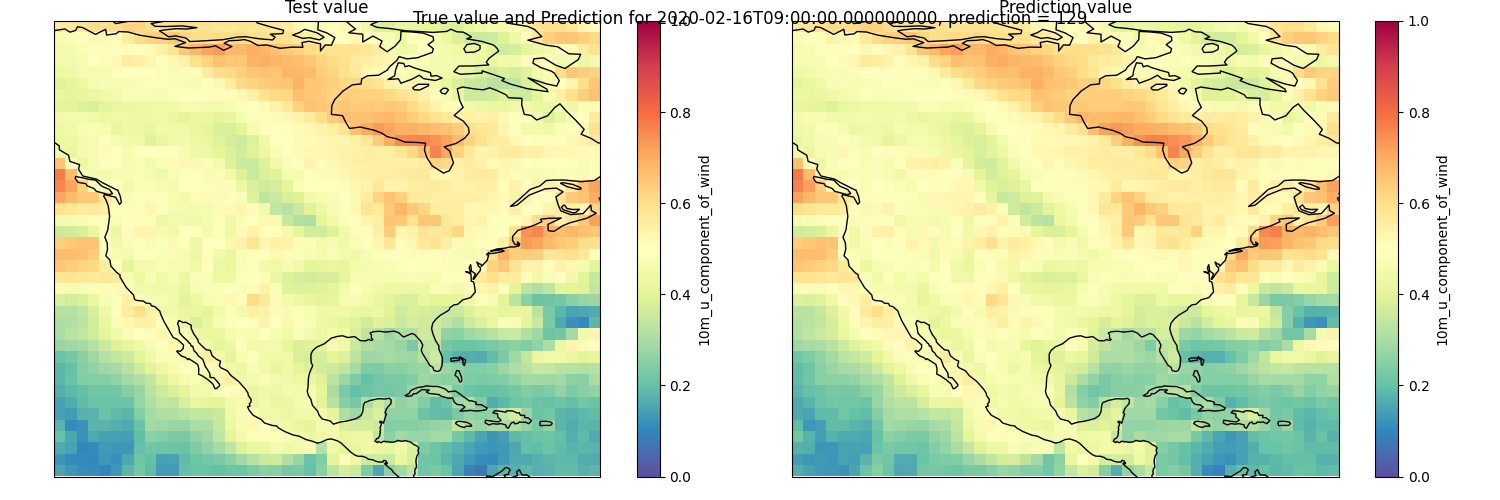 Test value
True value and Prediction for 2020-02-16T09:00:00.000000000, prediction = 129
Prediction value
1.0
0.8
0.6
0.4
0.2
0.0
10m_u_component_of_wind
1.0
0.8
0.6
0.4
0.2
0.0
10m_u_component_of_wind